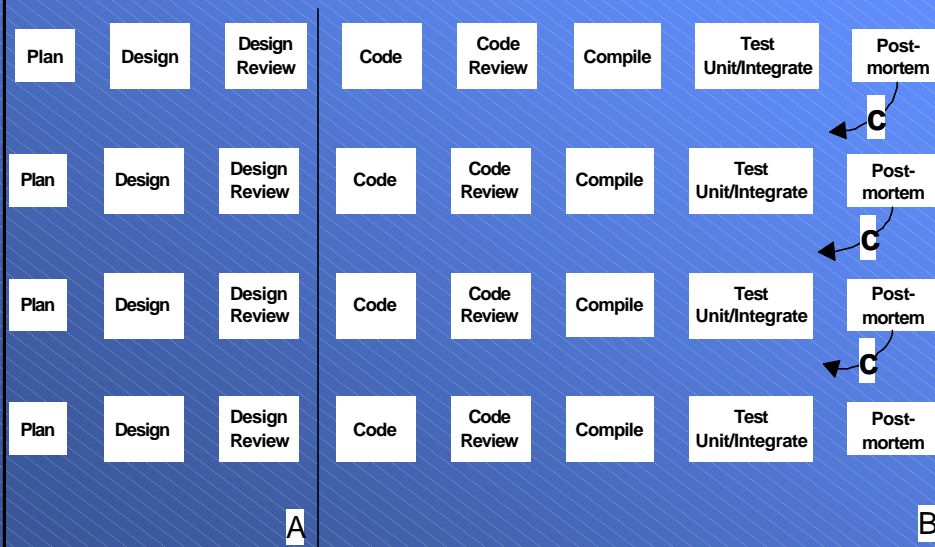 Plan
Design
Design
Review
Code
Code
Review
Compile
Test
Unit/Integrate
Post-
mortem
C
Plan
Design
Design
Review
Code
Code
Review
Compile
Test
Unit/Integrate
Post-
mortem
C
Plan
Design
Design
Review
Code
Code
Review
Compile
Test
Unit/Integrate
Post-
mortem
C
Plan
Design
Design
Review
Code
Code
Review
Compile
Test
Unit/Integrate
Post-
mortem
A
B